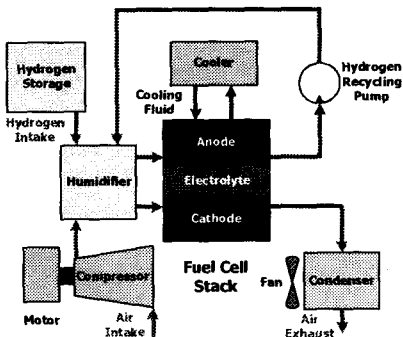 Hydrogen
Storage
Hydrogen
Intake
Cooler
Cooling
Fluid
Hydrogen
Recycling
Pump
Humidifier
Anode
Electrolyte
Cathode
Fuel Cell
Stack
Compressor
Motor
Air
Intake
Fan
Condenser
Air
Exhaust